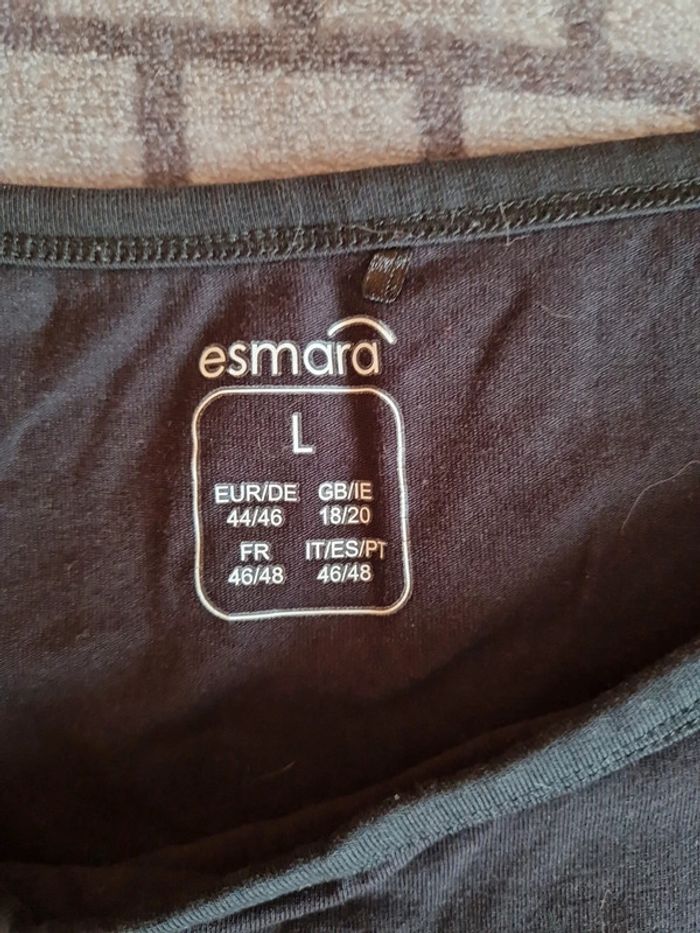 esmara
L
EUR/DE GB/IE
44/46 18/20
FR IT/ES/PT
46/48 46/48